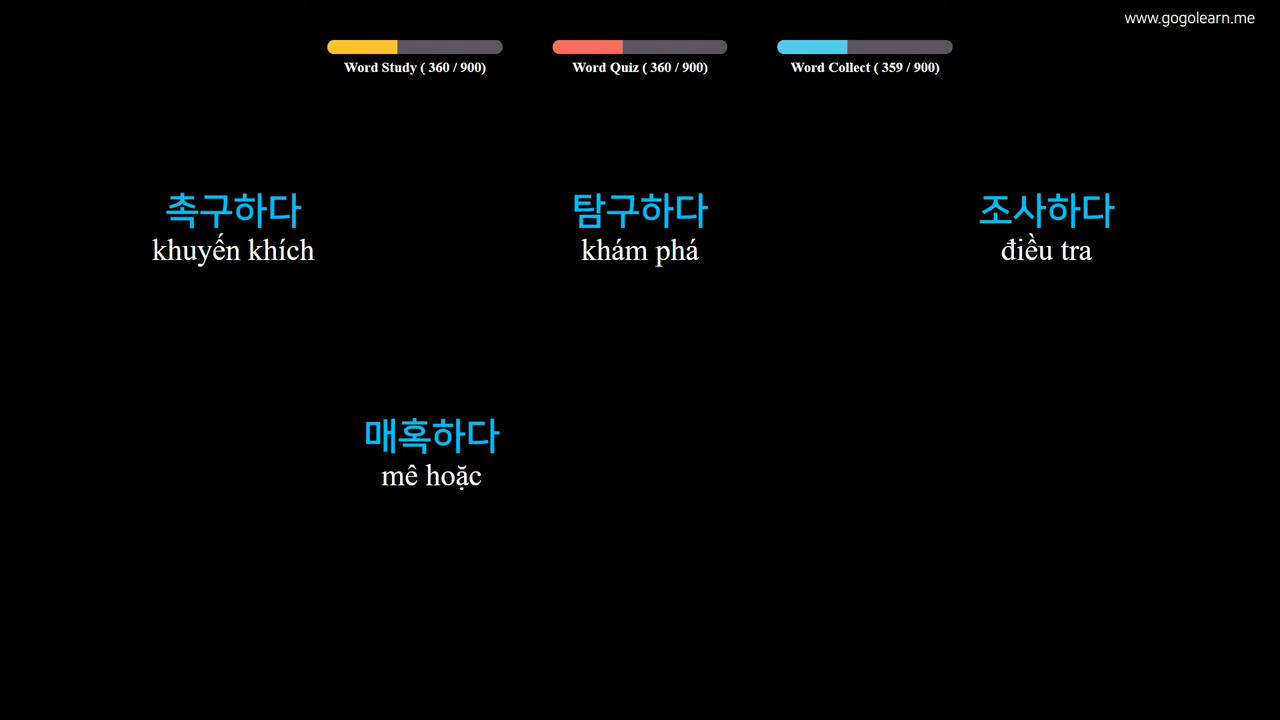 www.gogolearn.me
Word Study ( 360 / 900)
Word Quiz ( 360 / 900)
Word Collect ( 359 / 900)
촉구하다
khuyến khích
탐구하다
khám phá
조사하다
điều tra
매혹하다
mê hoặc